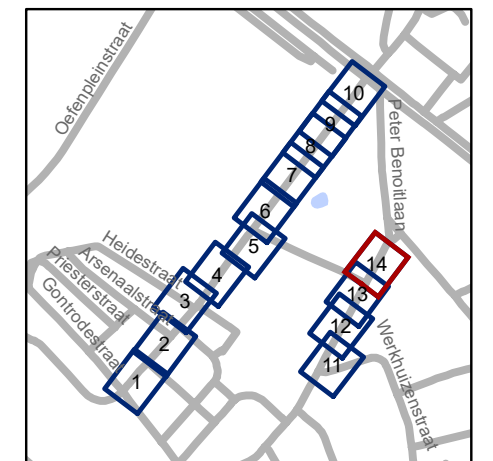 Oefenpleinstraat
Peter Benoitlaan
Heidestraat
Arsenaalstraat
Priesterstraat
Gontrodestraat
Werkhuizenstraat
10
9
8
7
6
5
4
3
2
1
14
13
12
11